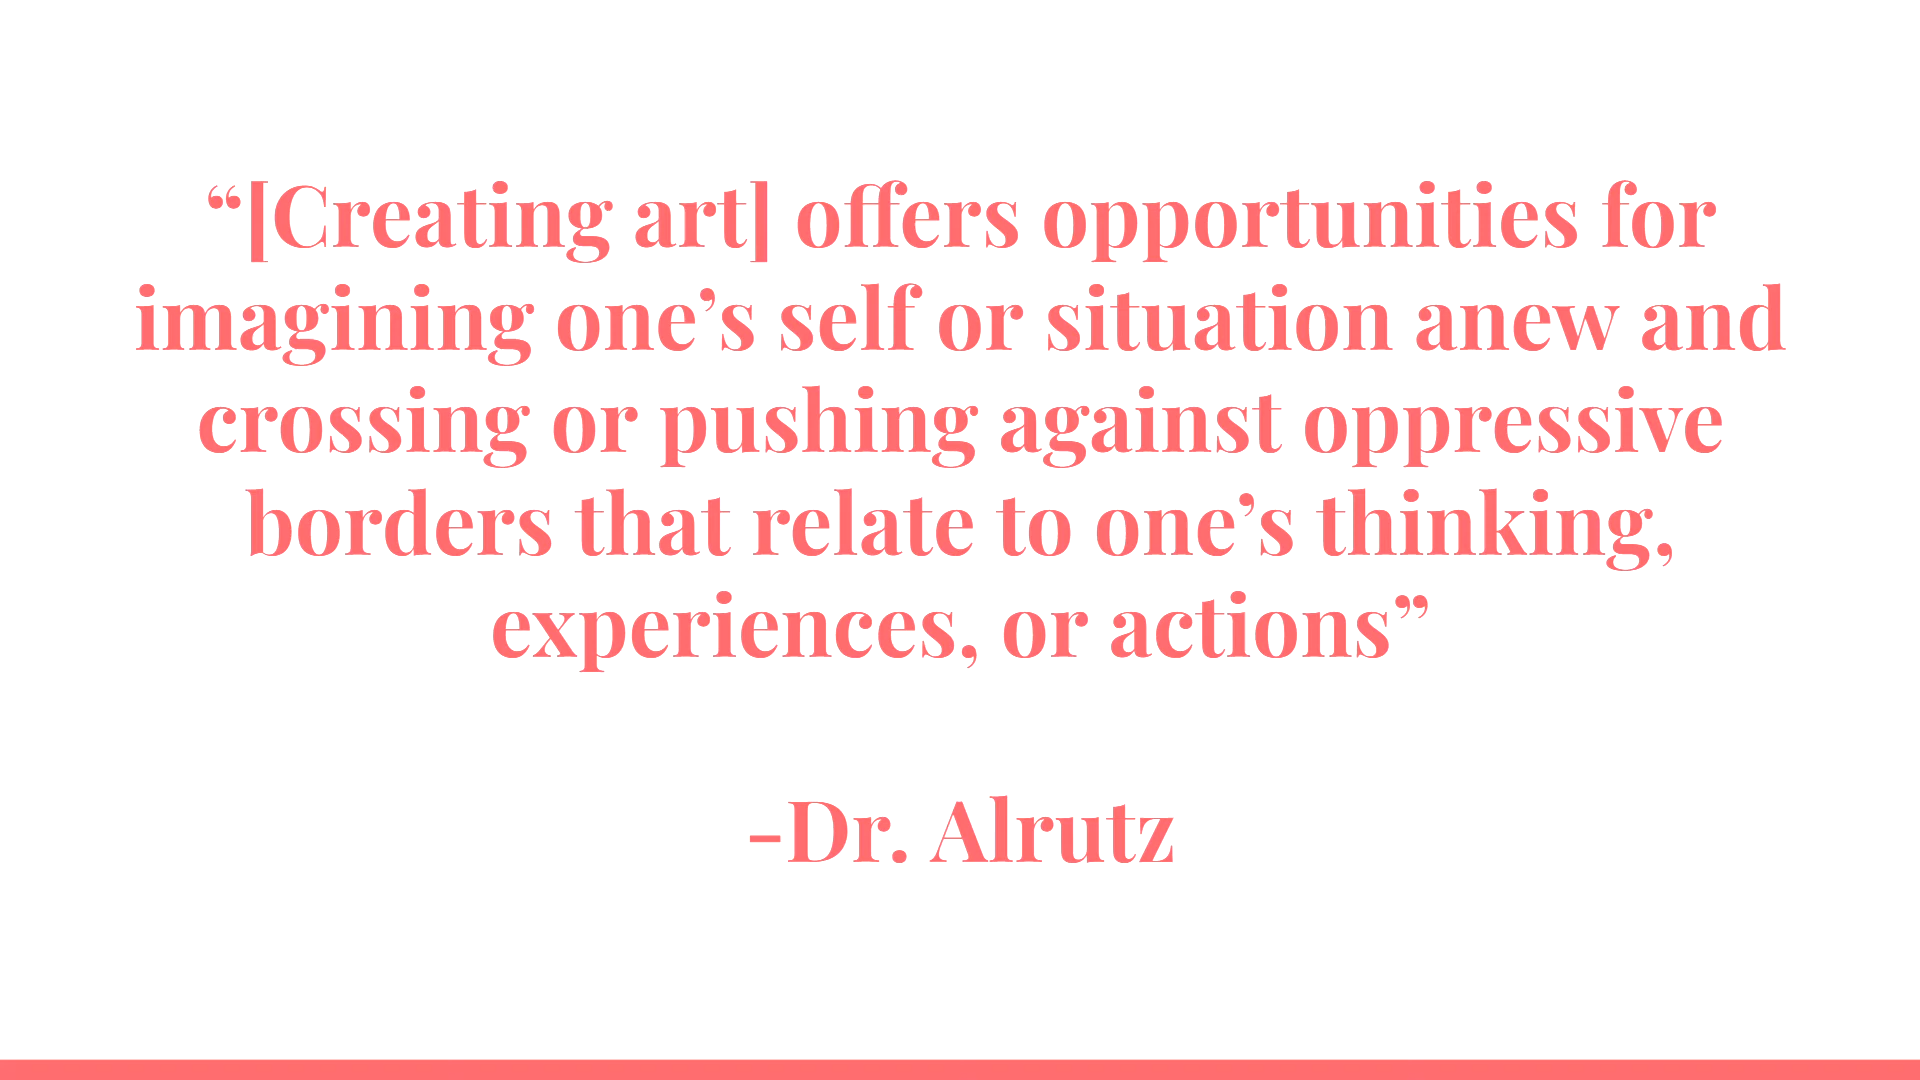 “[Creating art] offers opportunities for
imagining one’s self or situation anew and
crossing or pushing against oppressive
borders that relate to one’s thinking,
experiences, or actions”
-Dr. Alrutz